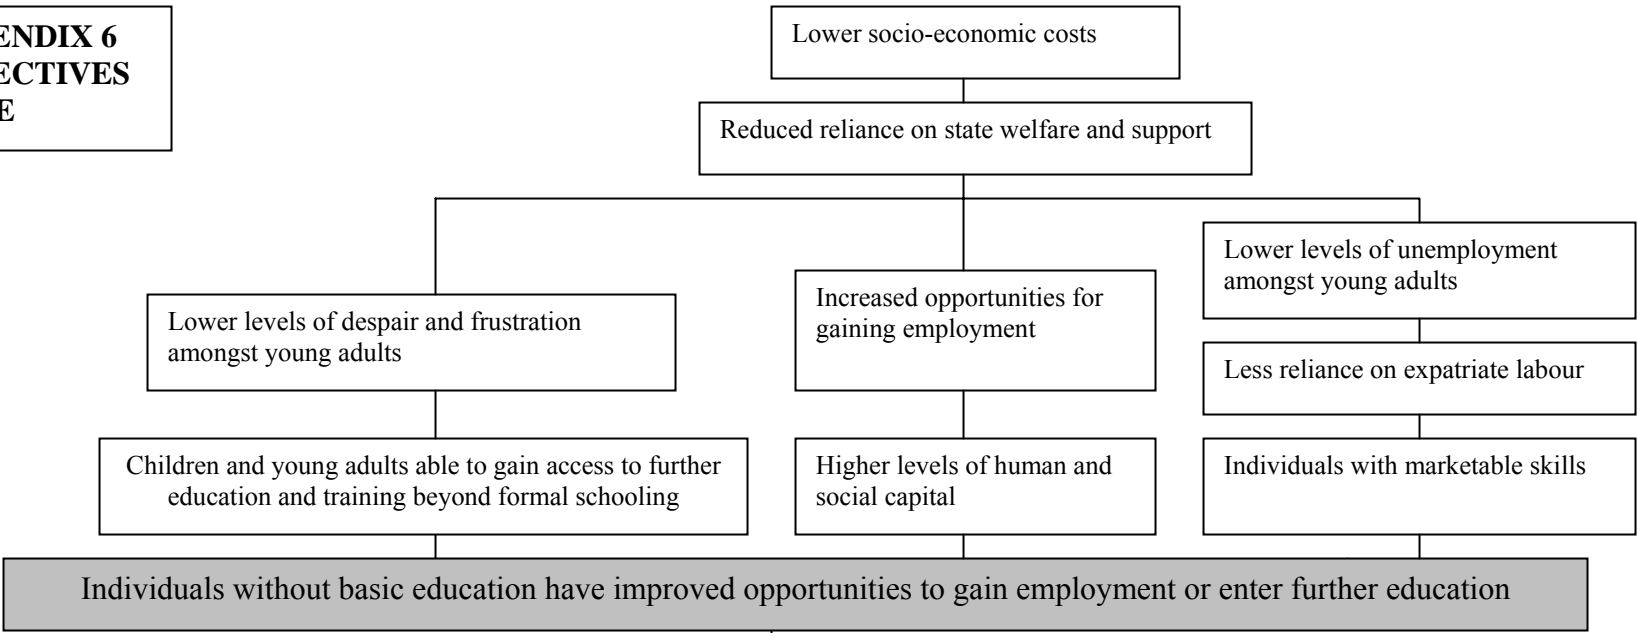 ENDIX 6
ECTIVES
E
Lower socio-economic costs
Reduced reliance on state welfare and support
Lower levels of despair and frustration
amongst young adults
Increased opportunities for
gaining employment
Lower levels of unemployment
amongst young adults
Less reliance on expatriate labour
Children and young adults able to gain access to further
education and training beyond formal schooling
Higher levels of human and
social capital
Individuals with marketable skills
Individuals without basic education have improved opportunities to gain employment or enter further education